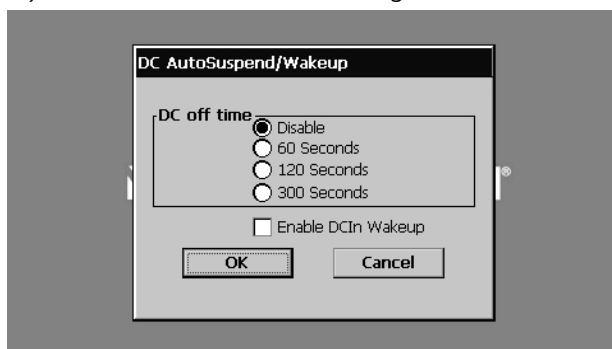 DC AutoSuspend/Wakeup
DC off time
Disable
60 Seconds
120 Seconds
300 Seconds
Enable DCIn Wakeup
OK
Cancel
®